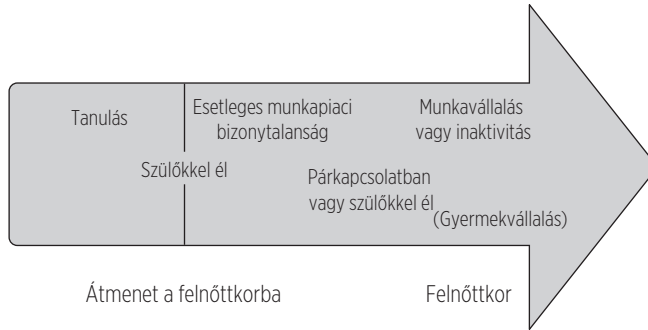 Tanulás
Esetleges munkapiaci
bizonytalanság
Munkavállalás
vagy inaktivitás
Szülőkkel él
Párkapcsolatban
vagy szülőkkel él
(Gyermekvállalás)
Átmenet a felnőttkorba
Felnőttkor